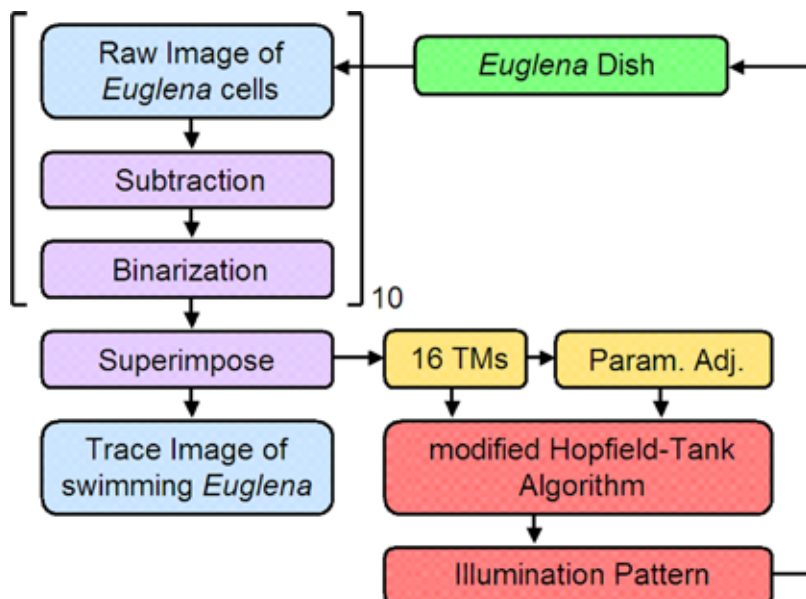 Raw Image of
Euglena cells
Euglena Dish
Subtraction
Binarization
10
Superimpose
16 TMs
Param. Adj.
Trace Image of
swimming Euglena
modified Hopfield-Tank
Algorithm
Illumination Pattern